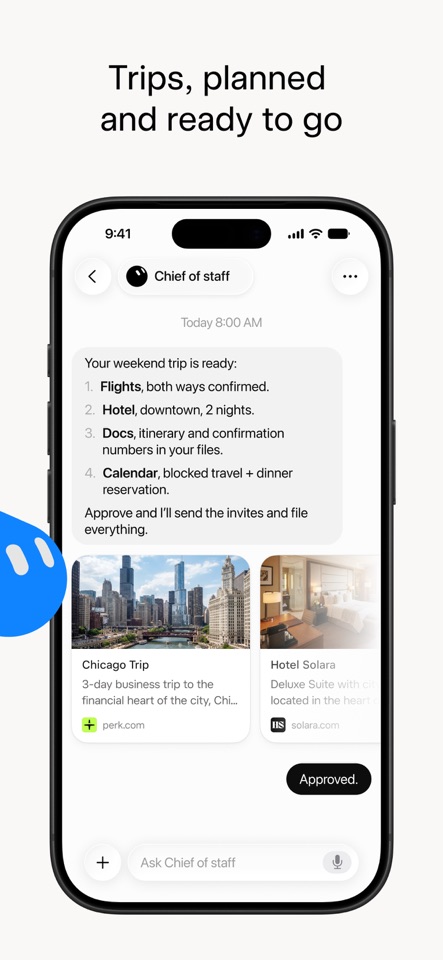 Trips, planned
and ready to go
9:41
Chief of staff
Today 8:00 AM
Your weekend trip is ready:
1. Flights, both ways confirmed.
2. Hotel, downtown, 2 nights.
3. Docs, itinerary and confirmation
numbers in your files.
4. Calendar, blocked travel + dinner
reservation.
Approve and I'll send the invites and file
everything.
Chicago Trip
3-day business trip to the
financial heart of the city, Chi...
perk.com
Hotel Solara
Deluxe Suite with
located in the heart
solara.com
Approved.
Ask Chief of staff